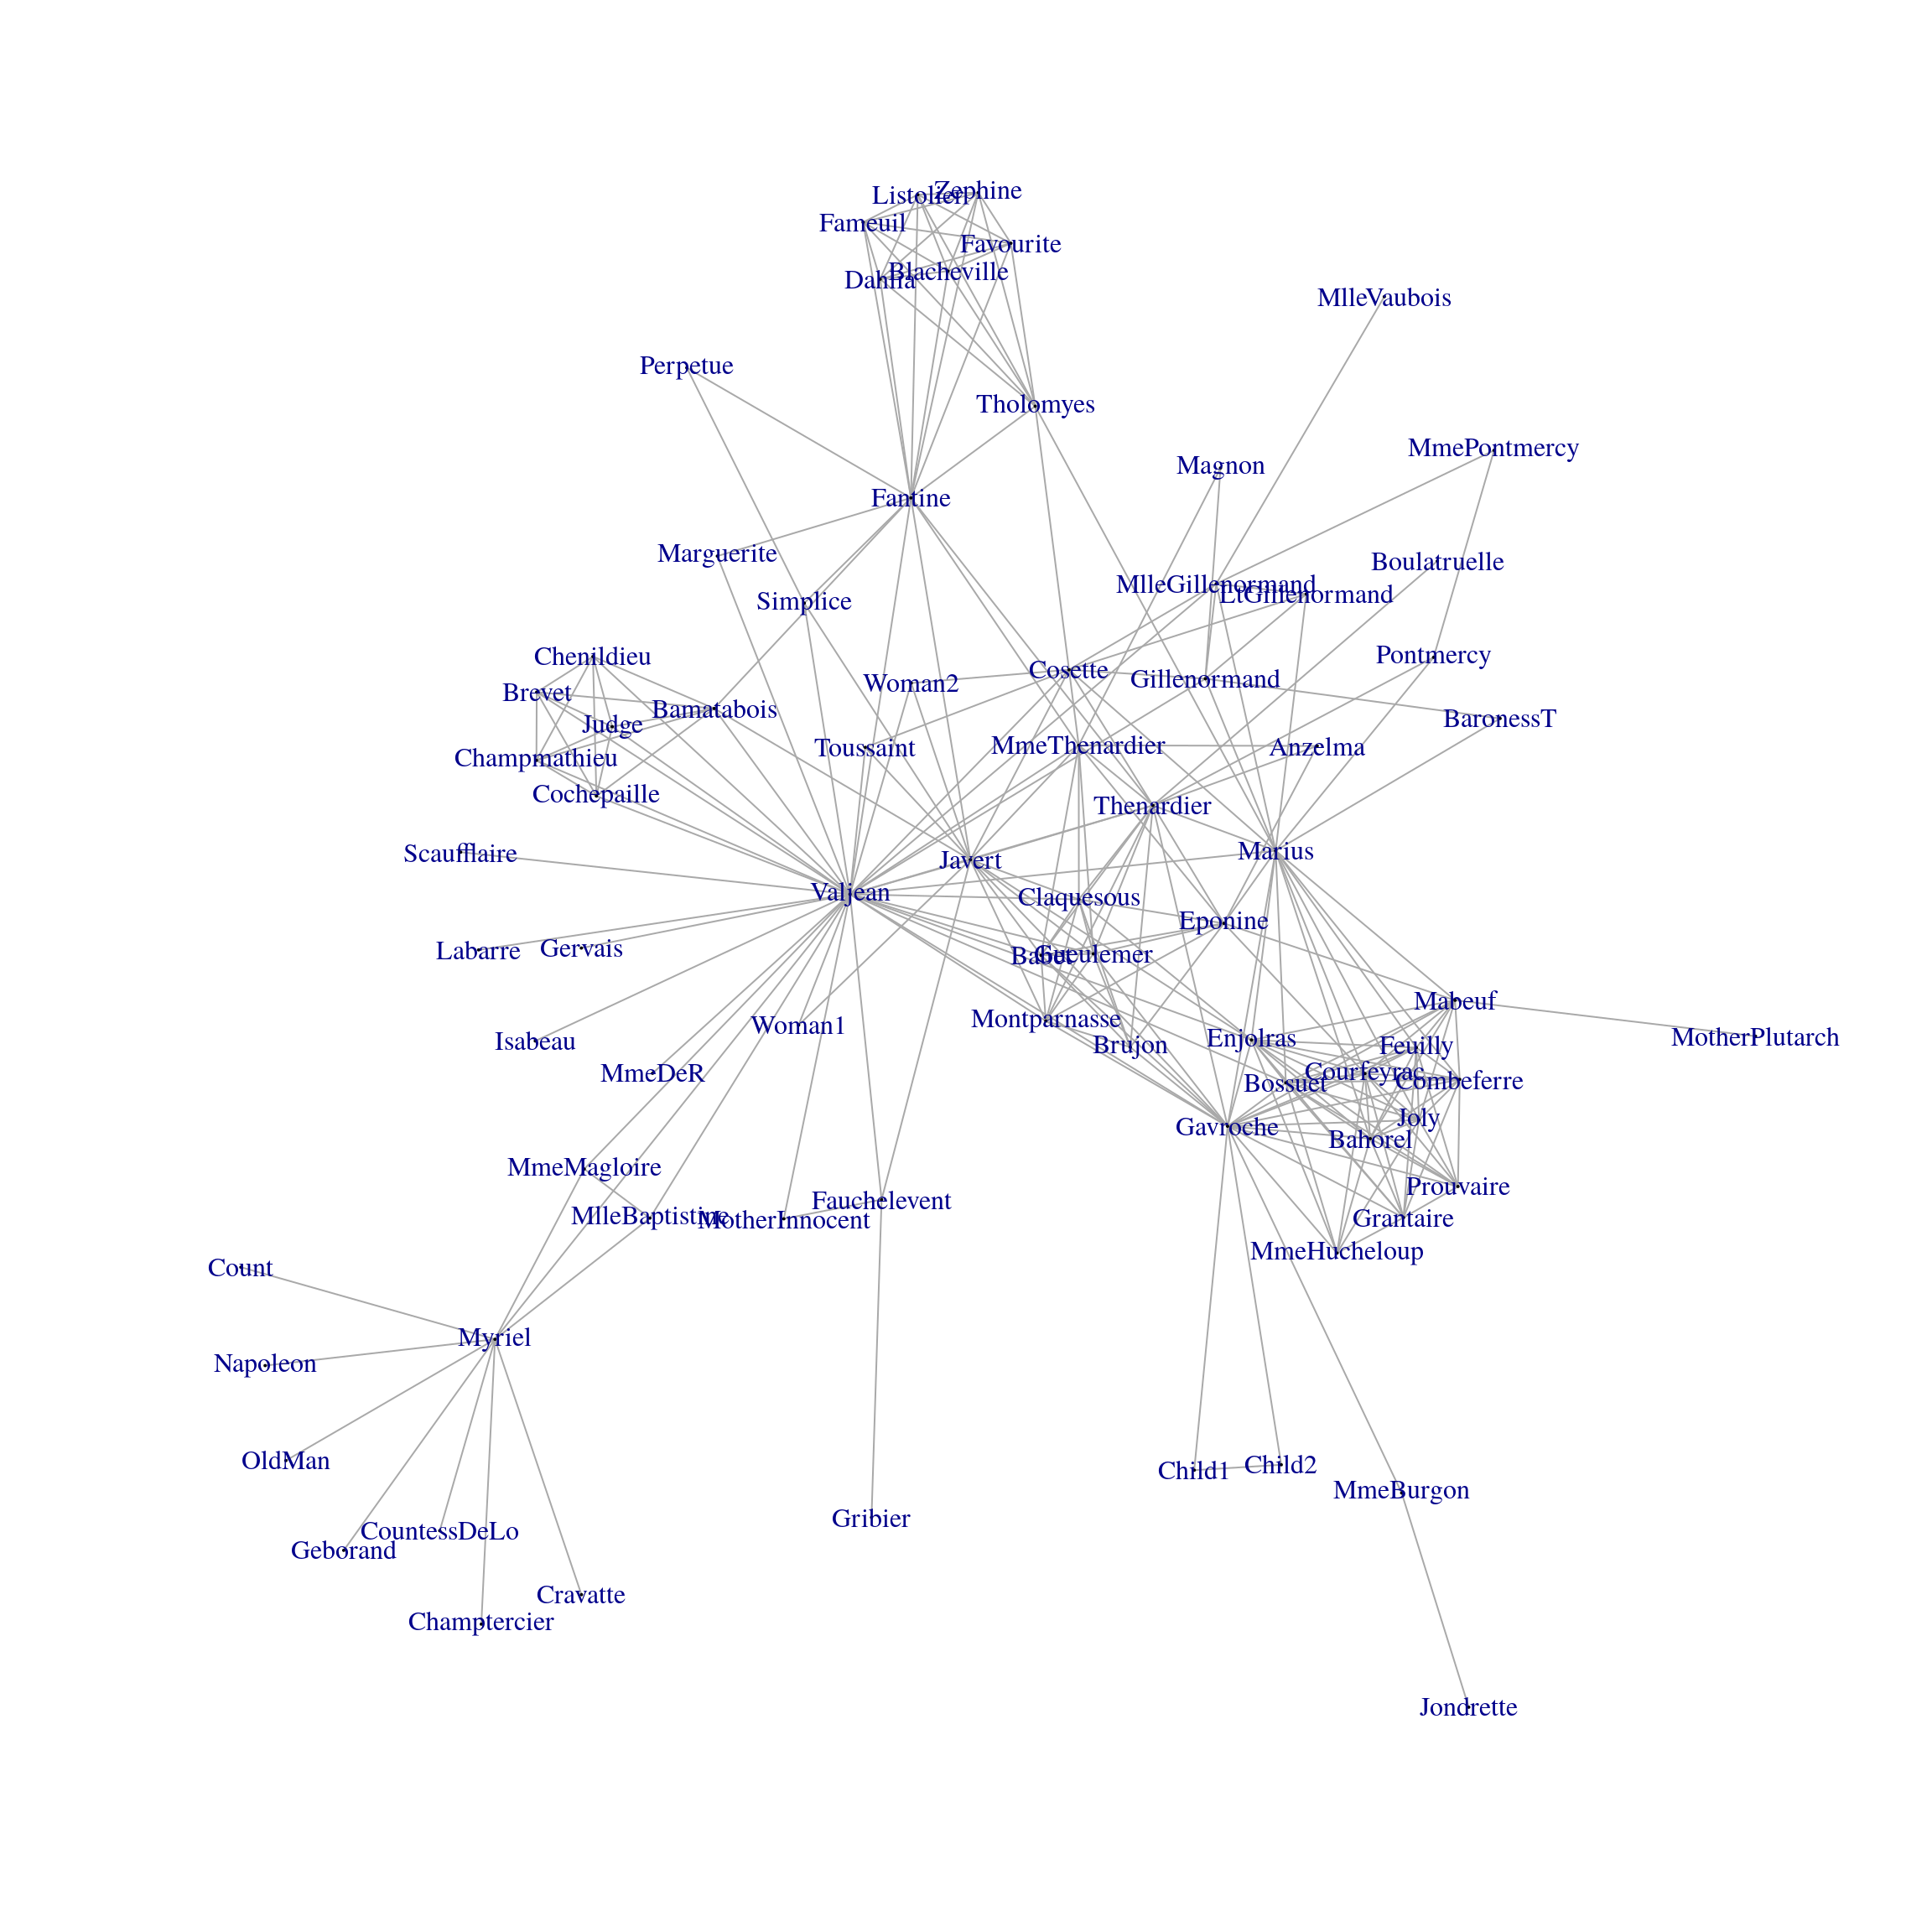 Zephine
Listolier
Fameuil
Favourite
Blacheville
Dahlia
MlleVaubois
Perpetue
Tholomyes
MmePontmercy
Magnon
Fantine
Marguerite
Boulatruelle
MlleGillenormand
LtGillenormand
Simplice
Chenildieu
Pontmercy
Cosette
Gillenormand
Woman2
Brevet
Bamatabois
BaronessT
Judge
MmeThenardier
Anzelma
Toussaint
Champmathieu
Cochepaille
Thenardier
Marius
Scaufflaire
Javert
Valjean
Claquesous
Eponine
Labarre
Gervais
Babet
Gueulemer
Mabeuf
Montparnasse
Woman1
MotherPlutarch
Enjolras
Isabeau
Brujon
Feuilly
MmeDeR
Courfeyrac
Combeferre
Bossuet
Joly
Gavroche
Bahorel
MmeMagloire
Prouvaire
Fauchelevent
MlleBaptistine
MotherInnocent
Grantaire
MmeHucheloup
Count
Myriel
Napoleon
OldMan
Child2
Child1
MmeBurgon
Gribier
CountessDeLo
Geborand
Cravatte
Champtercier
Jondrette